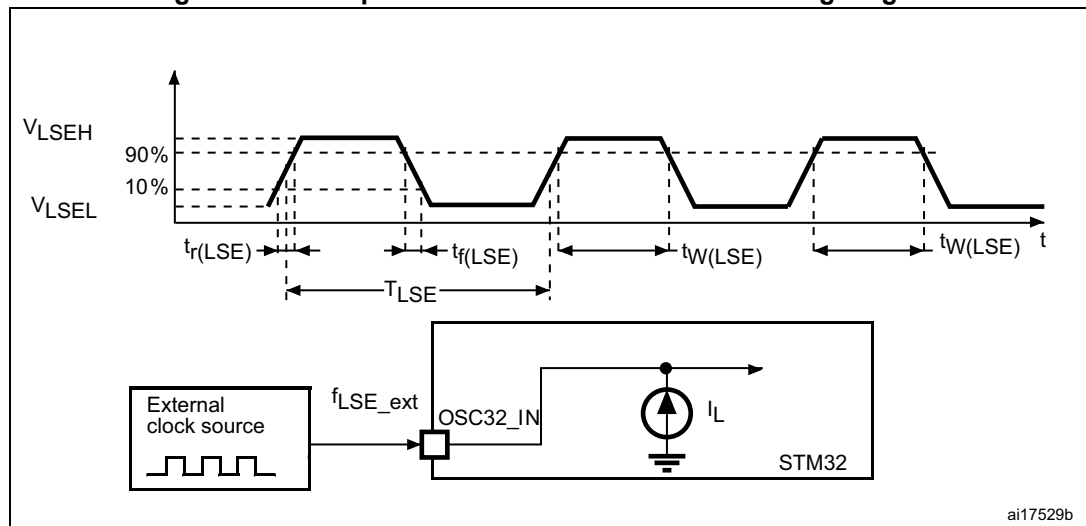 V_LSEH
90%
10%
V_LSEL
t_r(LSE)
t_f(LSE)
t_W(LSE)
t_W(LSE)
t
T_LSE
External
clock source
f_LSE_ext
OSC32_IN
I_L
STM32
ai17529b